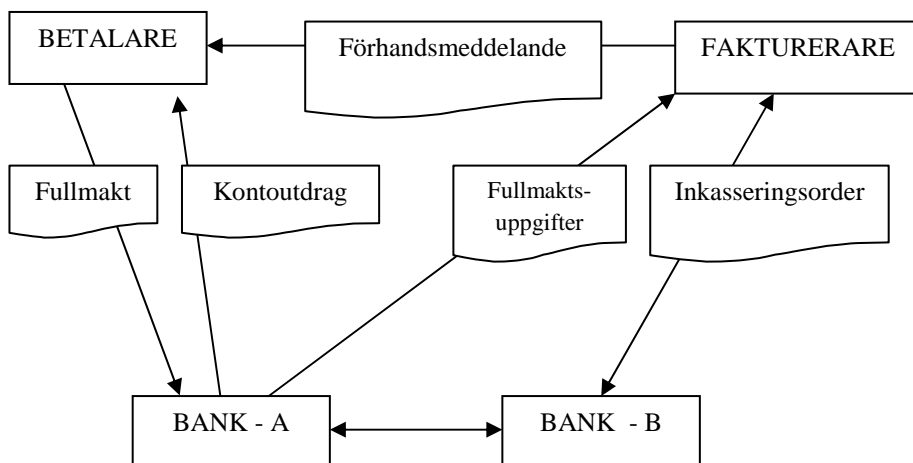 BETALARE
Förhandsmeddelande
FAKTURERARE
Fullmakt
Kontoutdrag
Fullmakts-
uppgifter
Inkasseringsorder
BANK - A
BANK - B